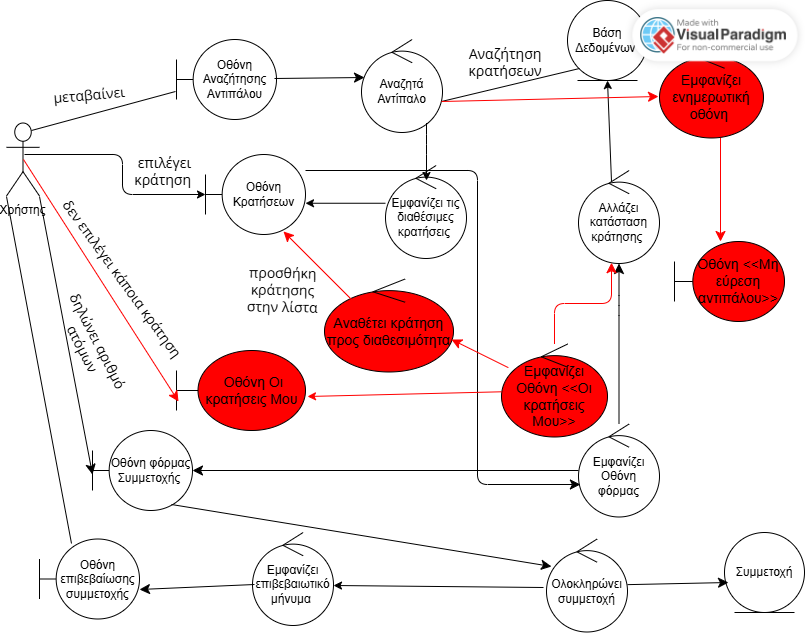 Made with
VisualParadigm
For non-commercial use
Βάση
Δεδομένων
Οθόνη
Αναζήτησης
Αντιπάλου
μεταβαίνει
Αναζητά
Αντίπαλο
Αναζήτηση
κρατήσεων
Εμφανίζει
ενημερωτική
οθόνη
Χρήστης
επιλέγει
κράτηση
Οθόνη
Κρατήσεων
Εμφανίζει τις
διαθέσιμες
κρατήσεις
Αλλάζει
κατάσταση
κράτησης
Οθόνη <<Μη
εύρεση
αντιπάλου>>
δεν επιλέγει κάποια κράτηση
προσθήκη
κράτησης
στην λίστα
Αναθέτει κράτηση
προς διαθεσιμότητα
δηλώνει αριθμό
ατόμων
Οθόνη Οι
κρατήσεις Μου
Εμφανίζει
Οθόνη <<Οι
κρατήσεις
Μου>>
Οθόνη φόρμας
Συμμετοχής
Εμφανίζει
Οθόνη
φόρμας
Οθόνη
επιβεβαίωσης
συμμετοχής
Εμφανίζει
επιβεβαιωτικό
μήνυμα
Ολοκληρώνει
συμμετοχή
Συμμετοχή